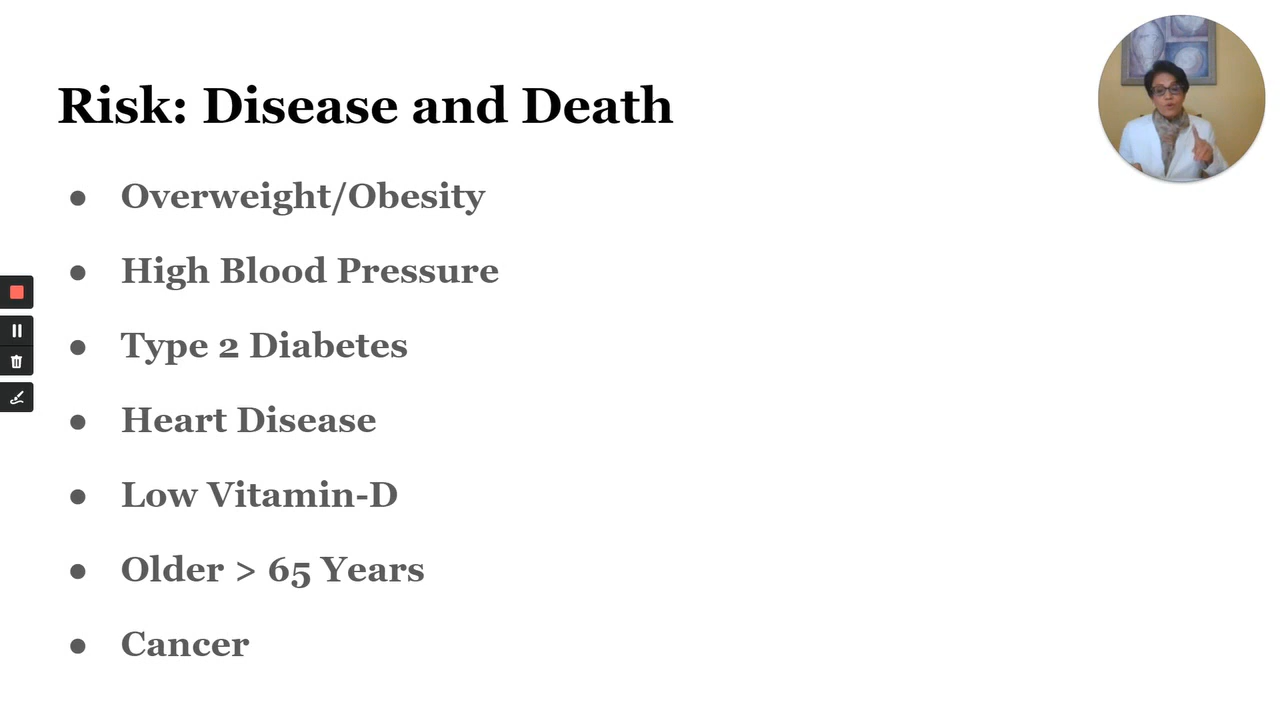 Risk: Disease and Death
● Overweight/Obesity
● High Blood Pressure
● Type 2 Diabetes
● Heart Disease
● Low Vitamin-D
● Older > 65 Years
● Cancer